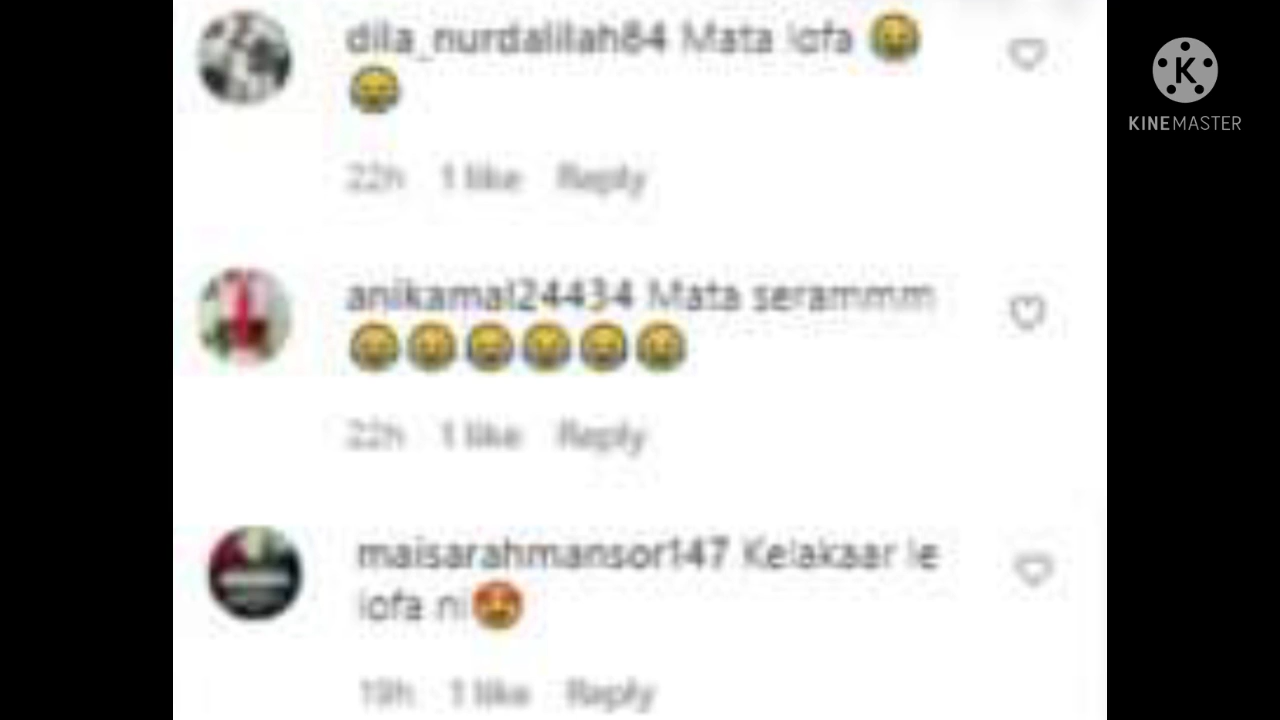 dila_nurdalilah84 Mata lofa 😂
😂
22h 1 like Reply
anikamal24434 Mata serammm
😂😂😂😂😂😂
22h 1 like Reply
maisarahmansor147 Kelakaar le
lofa ni😍
19h 1 like Reply
KINEMASTER